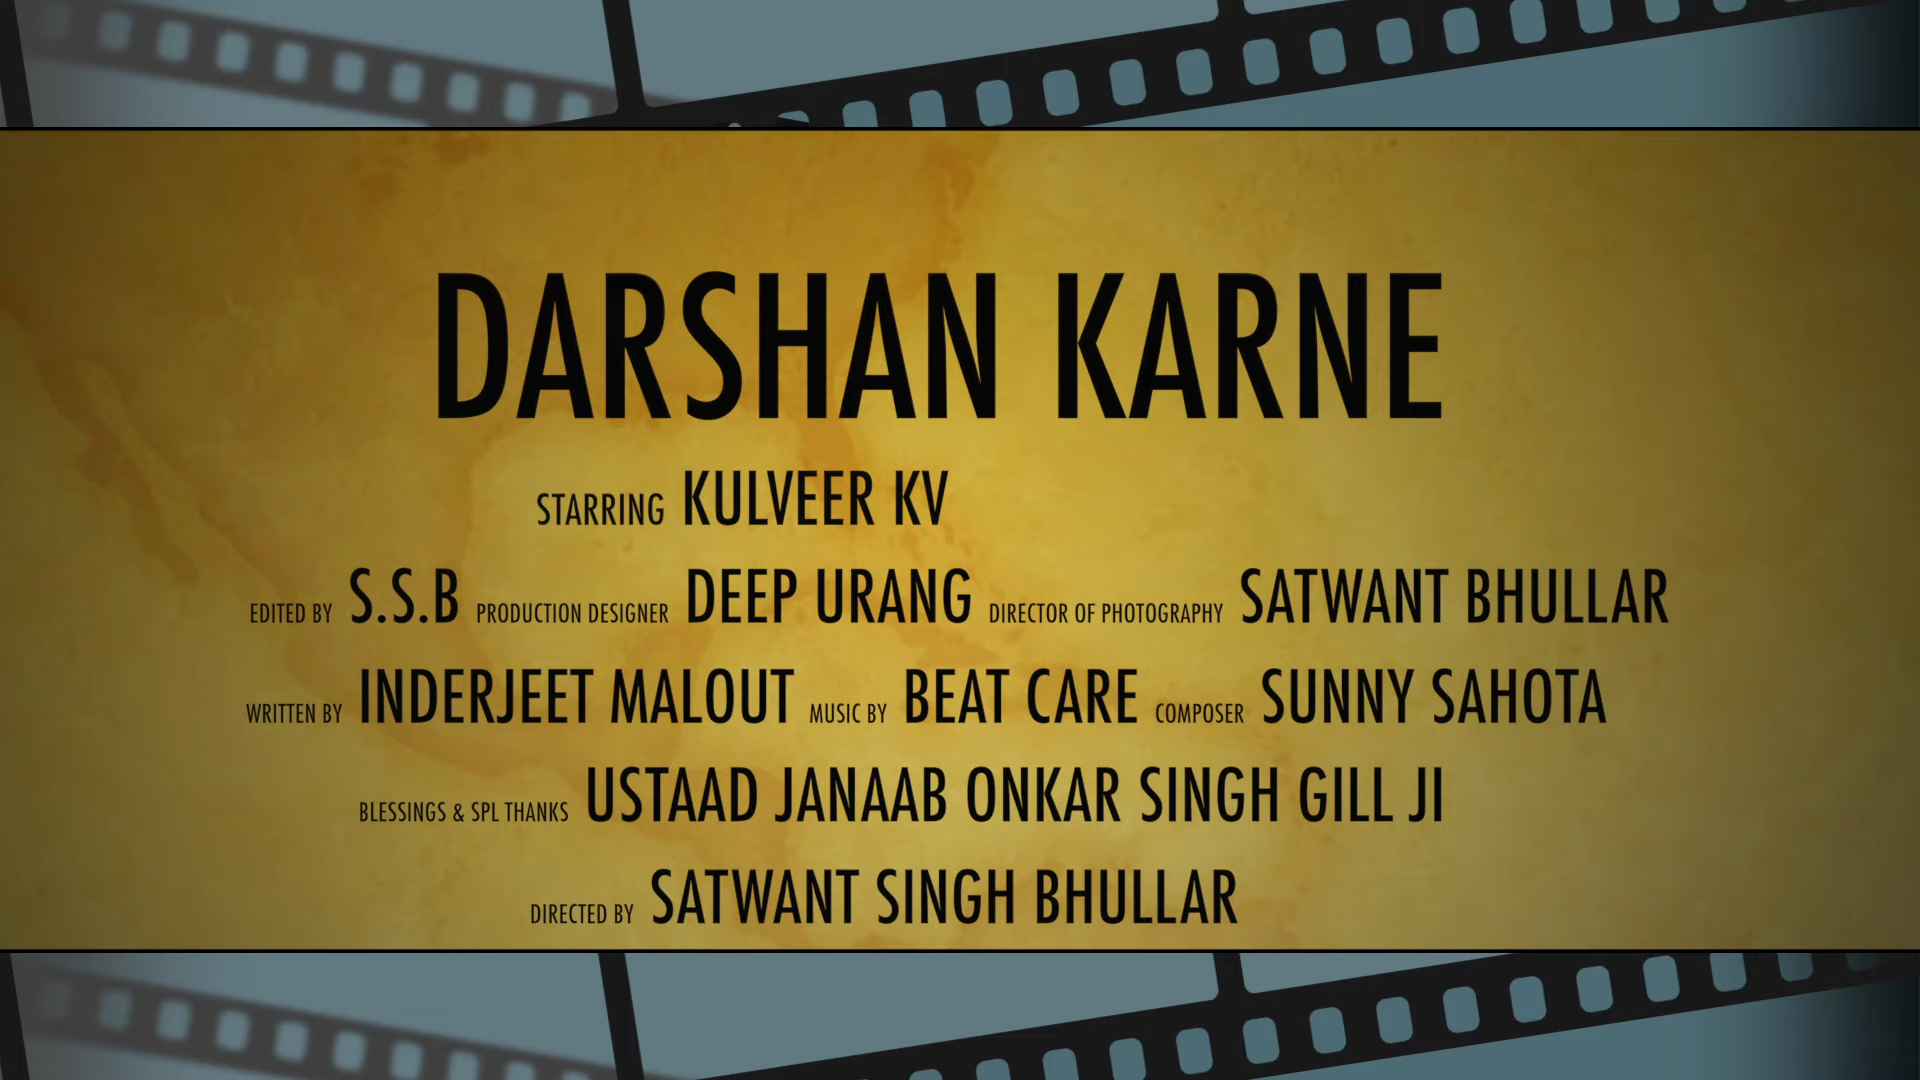 DARSHAN KARNE
STARRING KULVEER KV
EDITED BY S.S.B PRODUCTION DESIGNER DEEP URANG DIRECTOR OF PHOTOGRAPHY SATWANT BHULLAR
WRITTEN BY INDERJEET MALOUT MUSIC BY BEAT CARE COMPOSER SUNNY SAHOTA
BLESSINGS & SPL THANKS USTAAD JANAAB ONKAR SINGH GILL JI
DIRECTED BY SATWANT SINGH BHULLAR